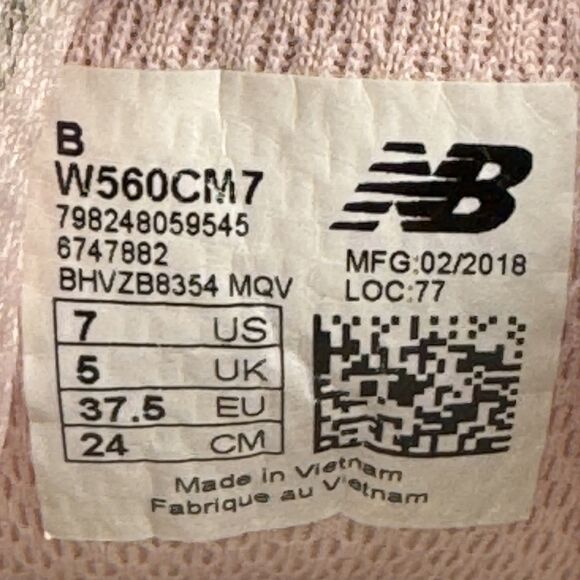 B
W560CM7
798248059545
6747882
BHVZB8354 MQV
NB
MFG:02/2018
LOC:77
7 US
5 UK
37.5 EU
24 CM
Made in Vietnam
Fabrique au Vietnam